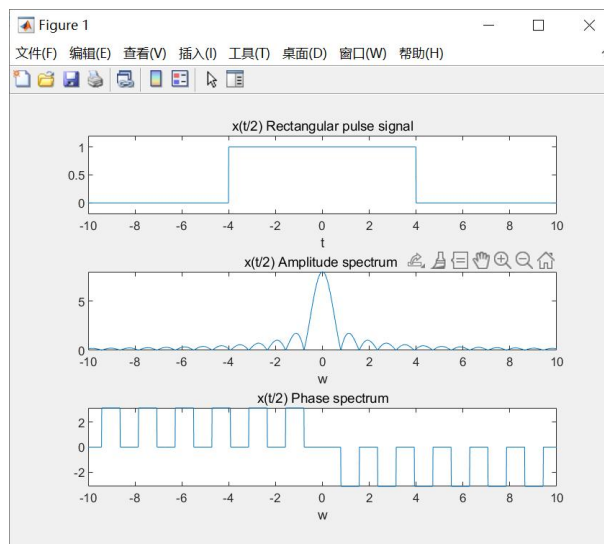 Figure 1
文件(F) 编辑(E) 查看(V) 插入(I) 工具(T) 桌面(D) 窗口(W) 帮助(H)
x(t/2) Rectangular pulse signal
1
0.5
0
-10 -8 -6 -4 -2 0 2 4 6 8 10
t
x(t/2) Amplitude spectrum
5
0
-10 -8 -6 -4 -2 0 2 4 6 8 10
w
x(t/2) Phase spectrum
2
0
-2
-10 -8 -6 -4 -2 0 2 4 6 8 10
w